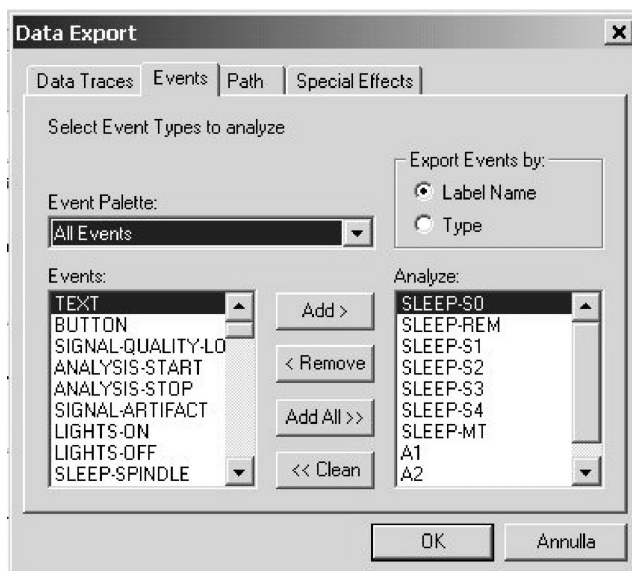 Data Export
Data Traces Events Path Special Effects
Select Event Types to analyze
Export Events by:
Label Name
Type
Event Palette:
All Events
Events:
TEXT
BUTTON
SIGNAL-QUALITY-LO
ANALYSIS-START
ANALYSIS-STOP
SIGNAL-ARTIFACT
LIGHTS-ON
LIGHTS-OFF
SLEEP-SPINDLE
Add >
< Remove
Add All >>
<< Clean
Analyze:
SLEEP-S0
SLEEP-REM
SLEEP-S1
SLEEP-S2
SLEEP-S3
SLEEP-S4
SLEEP-MT
A1
A2
OK
Annulla